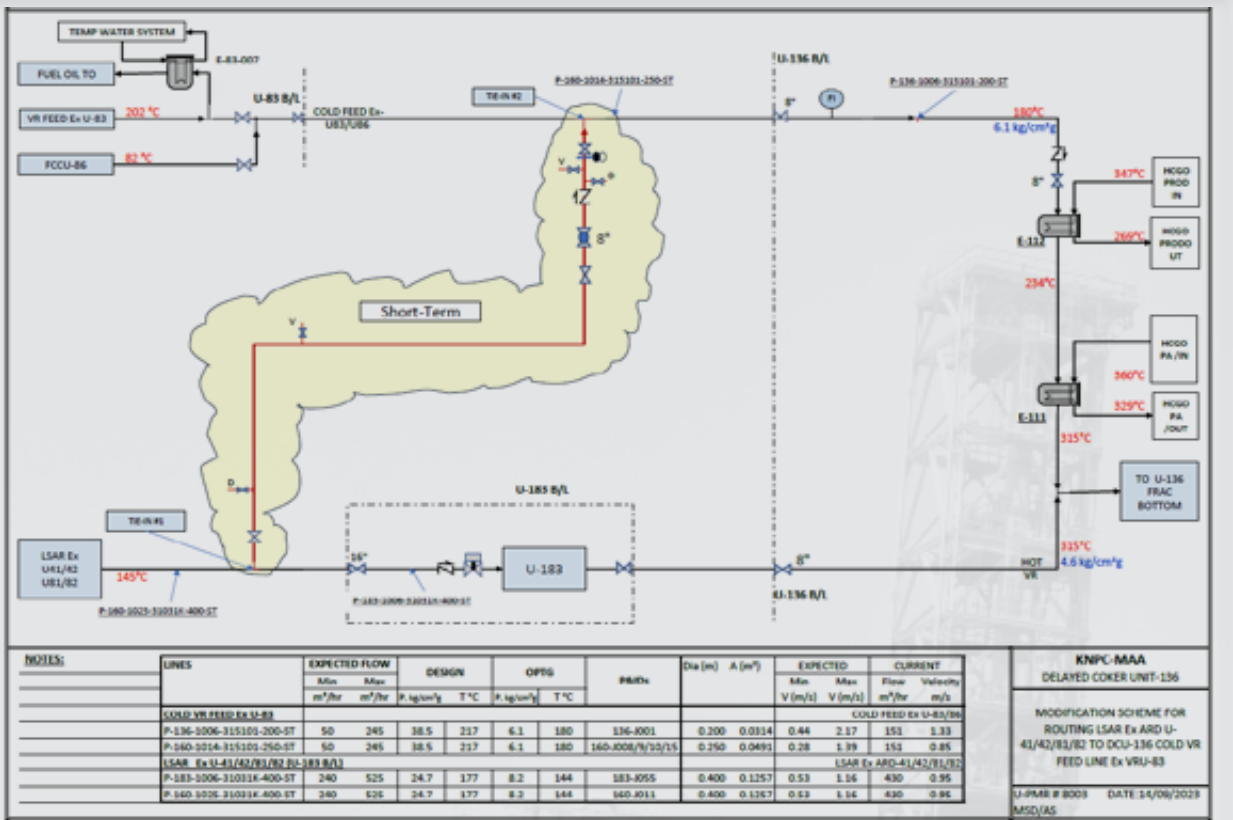 TEMP WATER SYSTEM
E-83-007
FUEL OIL TO
U-83 B/L
VR FEED Ex U-83
202 °C
COLD FEED Ex-
U83/U86
FCCU-86
82 °C
TIE-IN #2
P-160-1014-315101-250-ST
U-136 B/L
8"
FI
P-136-1006-315101-200-ST
180°C
6.1 kg/cm²g
8"
347°C
HCGO
PROD
IN
E-112
269°C
HCGO
PRODO
UT
234°C
HCGO
PA /IN
360°C
E-111
329°C
HCGO
PA
/OUT
315°C
TO U-136
FRAC
BOTTOM
V
8"
Short-Term
V
D
TIE-IN #1
LSAR Ex
U41/42
U81/82
145°C
P-160-1025-31031K-400-ST
U-183 B/L
16"
U-183
P-183-1006-31031K-400-ST
8"
U-136 B/L
HOT
VR
315°C
4.6 kg/cm²g
NOTES:
LINES EXPECTED FLOW DESIGN OPTG P&IDs Dia (m) A (m²) EXPECTED CURRENT
Min Max Min Max Flow Velocity
m³/hr m³/hr P. kg/cm²g T °C P. kg/cm²g T °C V (m/s) V (m/s) m³/hr m/s
COLD VR FEED Ex U-83 COLD FEED Ex U-83/86
P-136-1006-315101-200-ST 50 245 38.5 217 6.1 180 136-J001 0.200 0.0314 0.44 2.17 151 1.33
P-160-1014-315101-250-ST 50 245 38.5 217 6.1 180 160-J008/9/10/15 0.250 0.0491 0.28 1.39 151 0.85
LSAR Ex U-41/42/81/82 (U-183 B/L) LSAR Ex ARD-41/42/81/82
P-183-1006-31031K-400-ST 240 525 24.7 177 8.2 144 183-J055 0.400 0.1257 0.53 1.16 430 0.95
P-160-1025-31031K-400-ST 240 525 24.7 177 8.2 144 160-J011 0.400 0.1257 0.53 1.16 430 0.95
KNPC-MAA
DELAYED COKER UNIT-136
MODIFICATION SCHEME FOR
ROUTING LSAR Ex ARD U-
41/42/81/82 TO DCU-136 COLD VR
FEED LINE Ex VRU-83
U-PMR # 8003 DATE:14/09/2023
MSD/AS